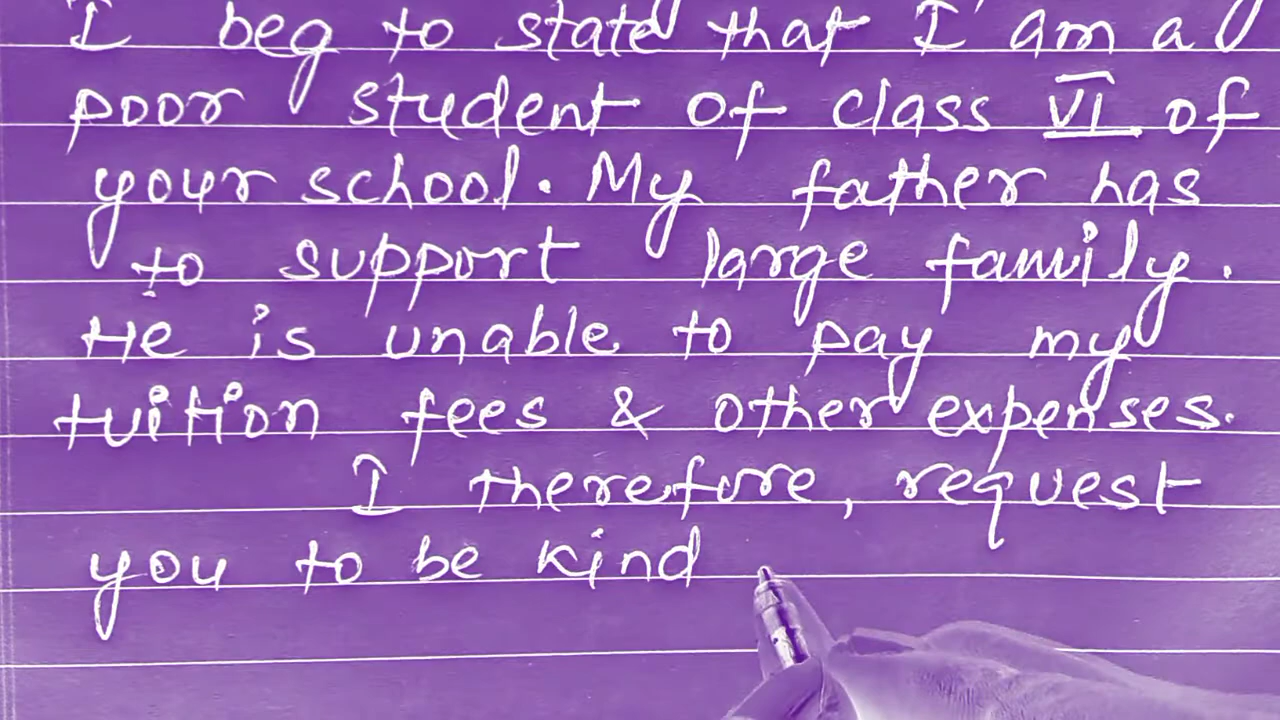 I beg to state that I am a
poor student of class VI of
your school. My father has
to support large family.
He is unable to pay my
tuition fees & other expenses.
I therefore, request
you to be kind